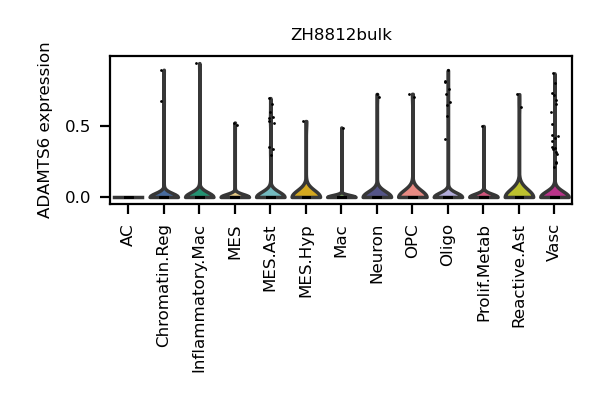 ZH8812bulk
ADAMTS6 expression
0.5
0.0
AC
Chromatin.Reg
Inflammatory.Mac
MES
MES.Ast
MES.Hyp
Mac
Neuron
OPC
Oligo
Prolif.Metab
Reactive.Ast
Vasc